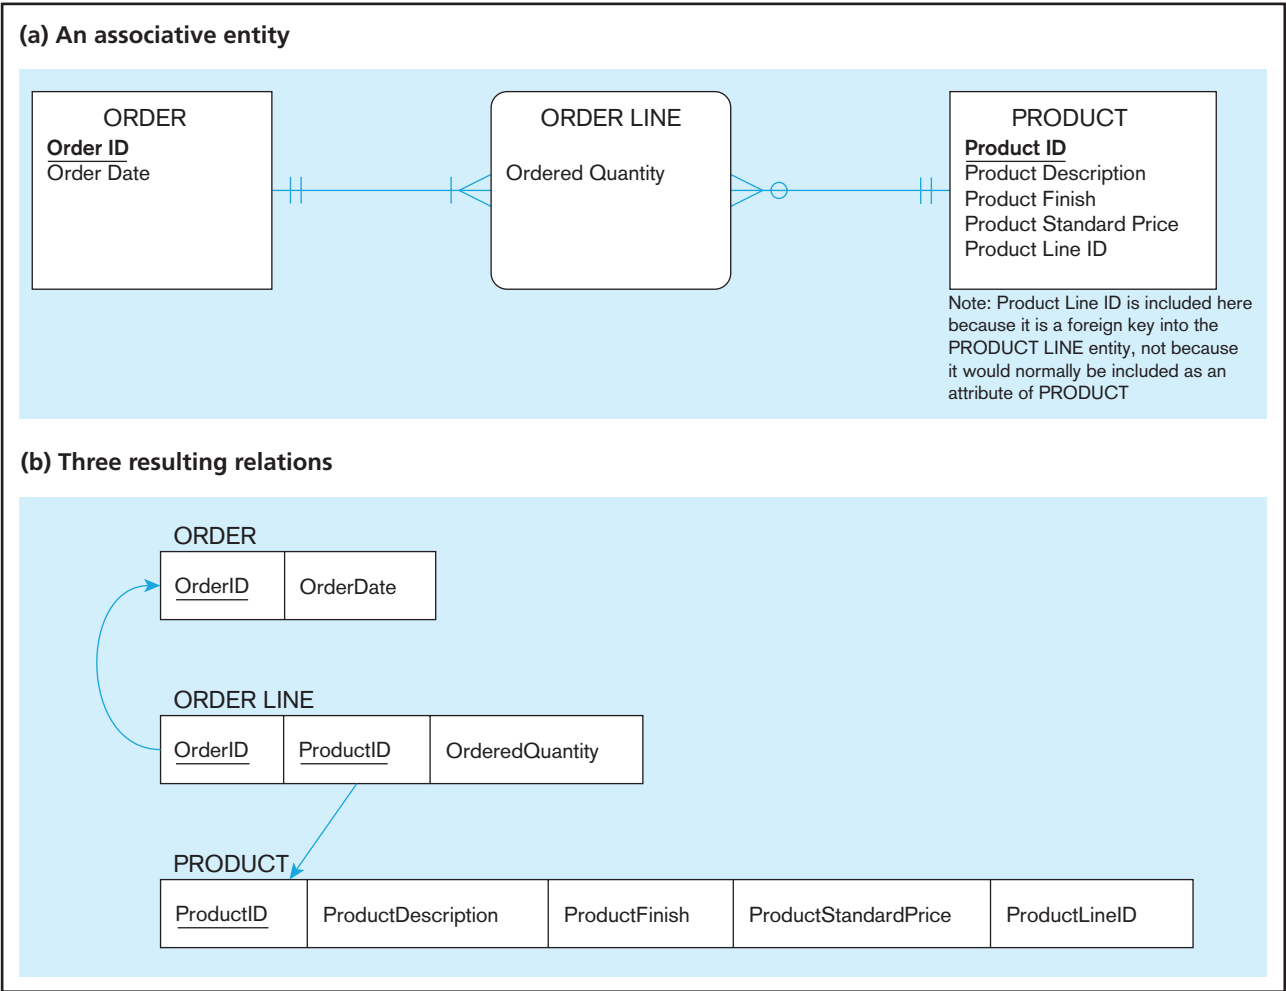 (a) An associative entity
ORDER
Order ID
Order Date
ORDER LINE
Ordered Quantity
PRODUCT
Product ID
Product Description
Product Finish
Product Standard Price
Product Line ID
Note: Product Line ID is included here
because it is a foreign key into the
PRODUCT LINE entity, not because
it would normally be included as an
attribute of PRODUCT
(b) Three resulting relations
ORDER
OrderID
OrderDate
ORDER LINE
OrderID
ProductID
OrderedQuantity
PRODUCT
ProductID
ProductDescription
ProductFinish
ProductStandardPrice
ProductLineID